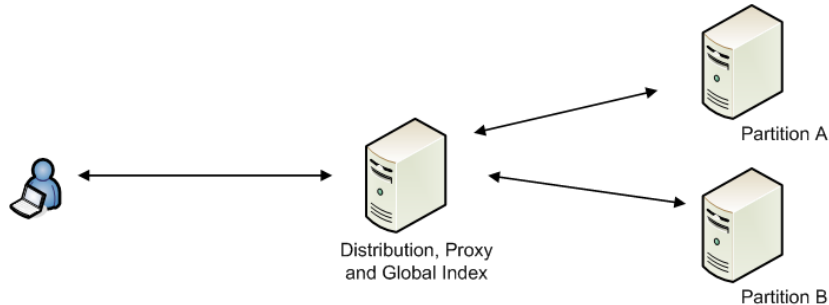 Partition A
Distribution, Proxy
and Global Index
Partition B